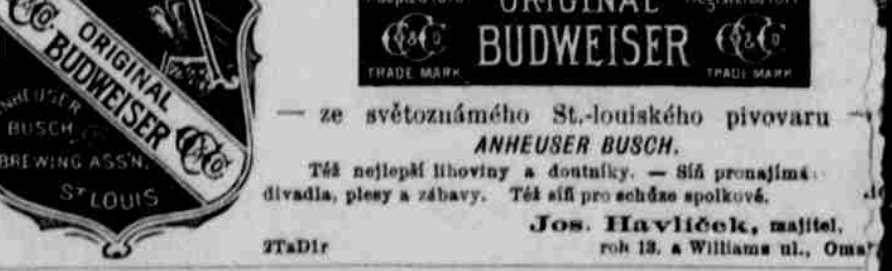 ORIGINAL
BUDWEISER
ANHEUSER
BUSCH
BREWING ASS'N.
ST LOUIS
ORIGINAL
BUDWEISER
TRADE MARK
TRADE MARK
— ze světoznámého St.-louiského pivovaru —
ANHEUSER BUSCH.
Též nejlepší lihoviny a doutníky. — Síň pronajímá
divadla, plesy a zábavy. Též síň pro schůze spolkové.
Jos. Havlíček, majitel,
2TaD1r roh 13. a Williams ul., Oma